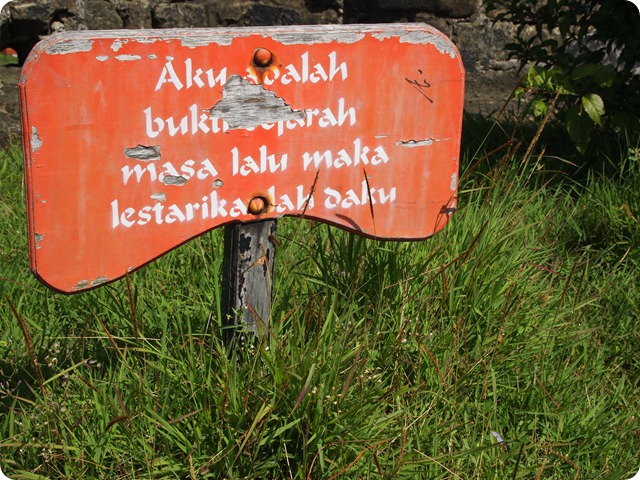 Aku adalah
bukti sejarah
masa lalu maka
lestarikanlah daku